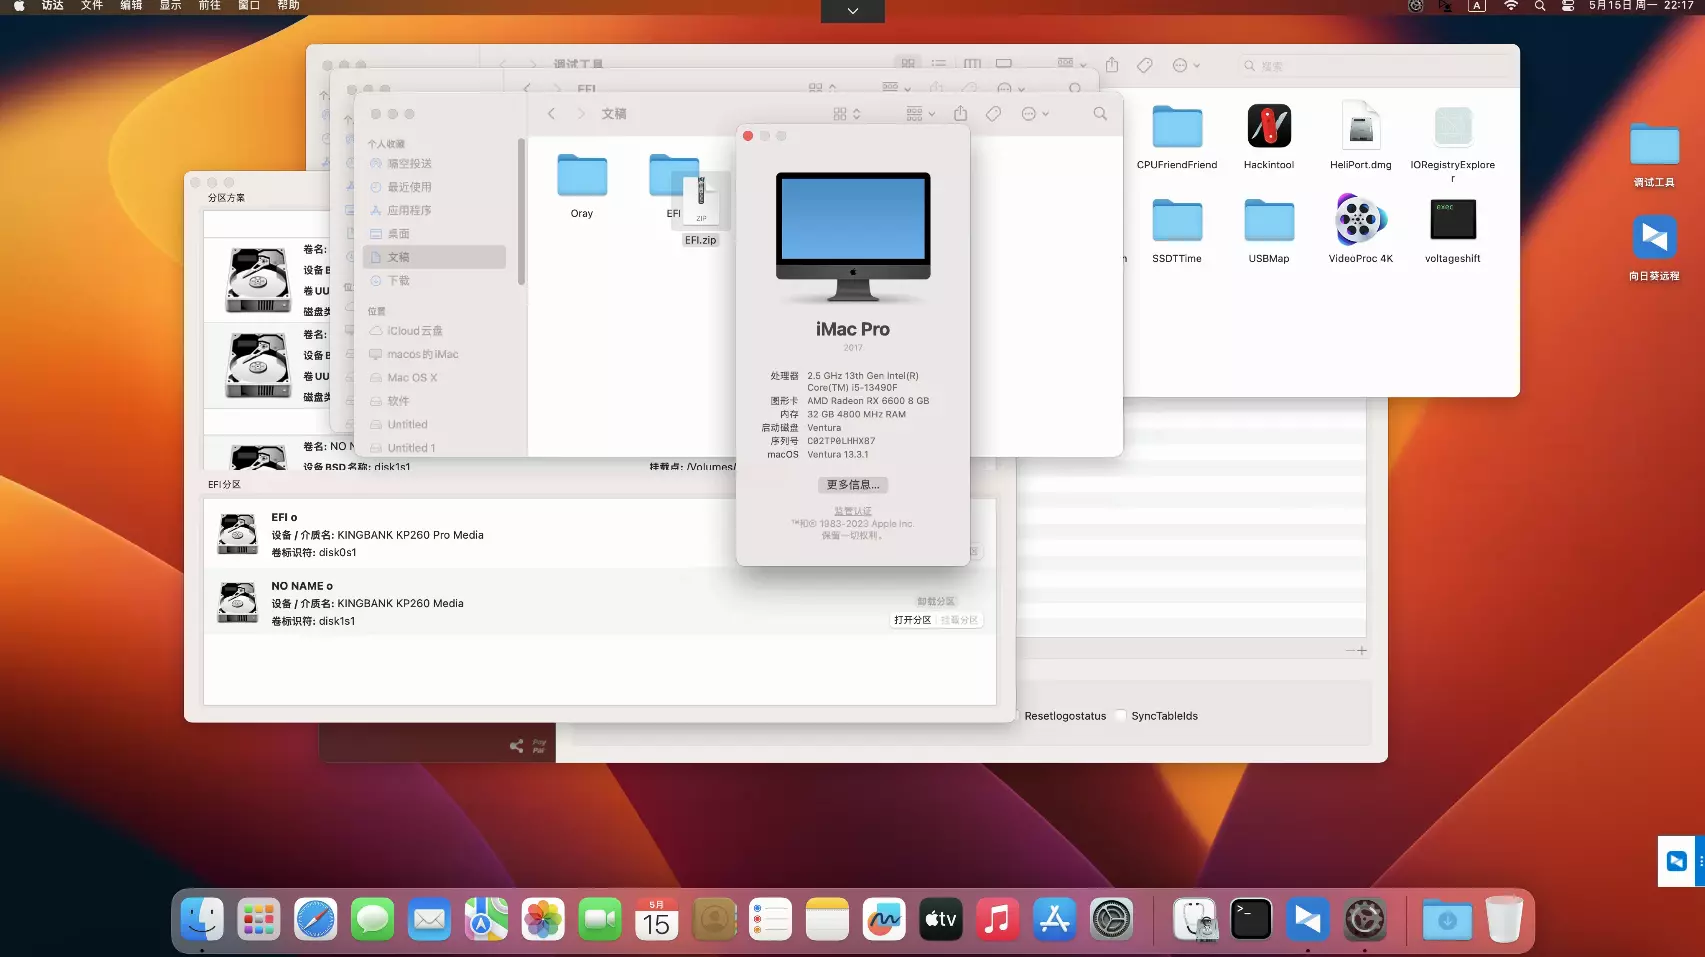 访达 文件 编辑 显示 前往 窗口 帮助
A
5月15日 周一 22:17
调试工具
搜索
EFI
文稿
个人收藏
隔空投送
最近使用
应用程序
桌面
文稿
下载
位置
iCloud云盘
macos的iMac
Mac OS X
软件
Untitled
Untitled 1
Oray
EFI
ZIP
EFI.zip
CPUFriendFriend
Hackintool
HeliPort.dmg
IORegistryExplorer
SSDTTime
USBMap
VideoProc 4K
exec
voltageshift
调试工具
向日葵远程
分区方案
卷名:
设备 B
卷 UU
磁盘类
卷名:
设备 B
卷 UU
磁盘类
卷名: NO N
设备 BSD 名称: disk1s1
挂载点: /Volumes/
EFI分区
EFI o
设备 / 介质名: KINGBANK KP260 Pro Media
卷标识符: disk0s1
NO NAME o
设备 / 介质名: KINGBANK KP260 Media
卷标识符: disk1s1
卸载分区
打开分区 挂载分区
iMac Pro
2017
处理器 2.5 GHz 13th Gen Intel(R)
Core(TM) i5-13490F
图形卡 AMD Radeon RX 6600 8 GB
内存 32 GB 4800 MHz RAM
启动磁盘 Ventura
序列号 C02TP0LHHX87
macOS Ventura 13.3.1
更多信息...
监管认证
™和© 1983-2023 Apple Inc.
保留一切权利。
Resetlogostatus
SyncTableIds
Pay
Pal
5月
15
tv